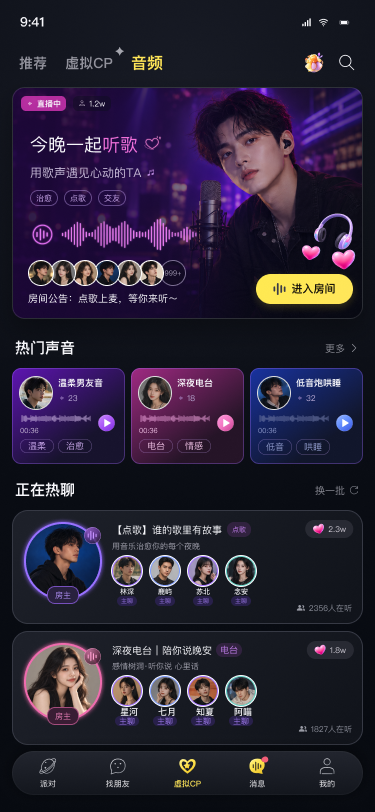 9:41
推荐 虚拟CP 音频
直播中 1.2w
今晚一起听歌
用歌声遇见心动的TA
治愈 点歌 交友
999+
房间公告：点歌上麦，等你来听～
进入房间
热门声音 更多
温柔男友音
23
00:36
温柔 治愈
深夜电台
18
00:36
电台 情感
低音炮哄睡
32
00:36
低音 哄睡
正在热聊 换一批
【点歌】谁的歌里有故事 点歌 2.3w
用音乐治愈你的每个夜晚
林深 鹿屿 苏北 念安
主聊 主聊 主聊 主聊
房主
2356人在听
深夜电台｜陪你说晚安 电台 1.8w
感情树洞·听你说 心里话
星河 七月 知夏 阿喵
主聊 主聊 主聊 主聊
房主
1827人在听
派对 找朋友 虚拟CP 消息 我的